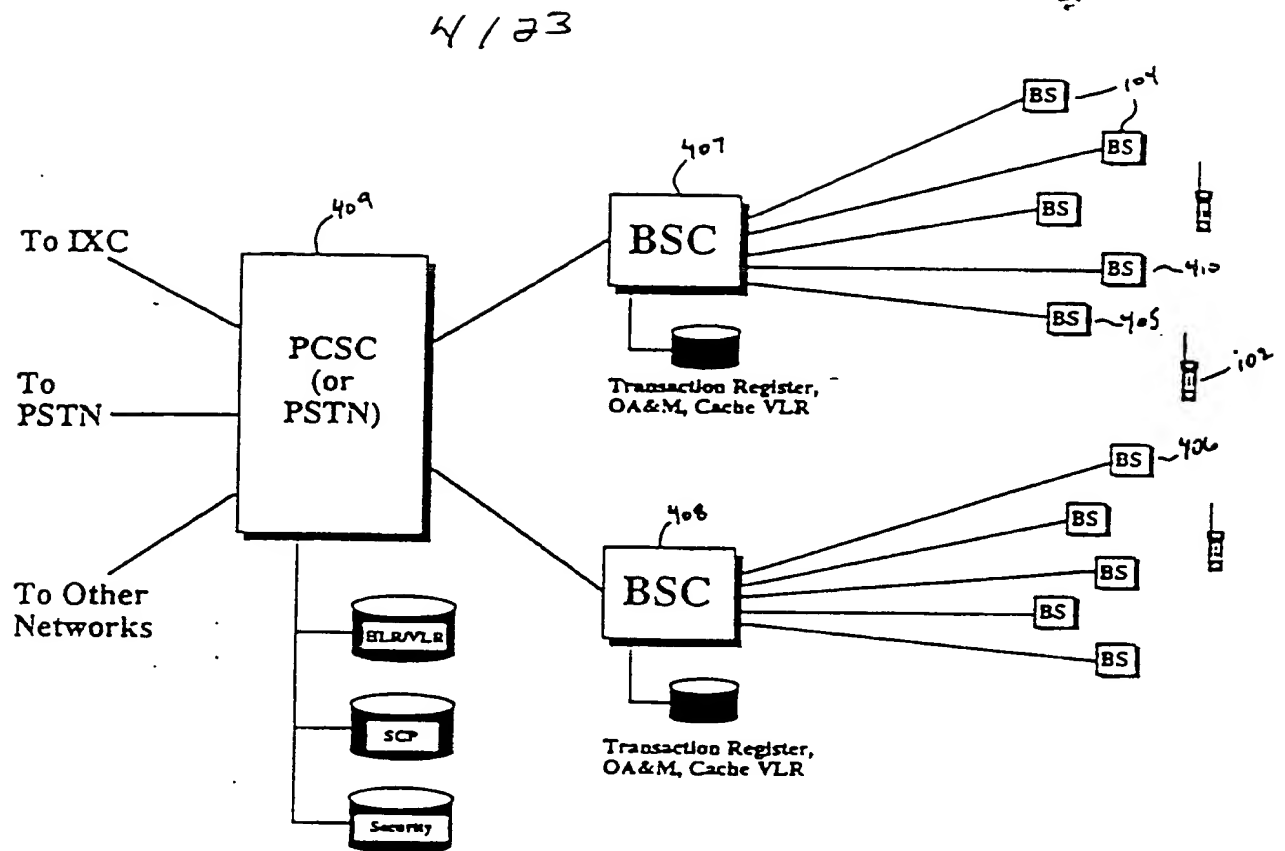 4/23
BS
104
BS
407
BSC
BS
409
To IXC
BS
410
PCSC
(or
PSTN)
BS
405
To
PSTN
102
Transaction Register,
OA&M, Cache VLR
BS
406
408
BSC
BS
BS
BS
BS
To Other
Networks
HLR/VLR
SCP
Security
Transaction Register,
OA&M, Cache VLR